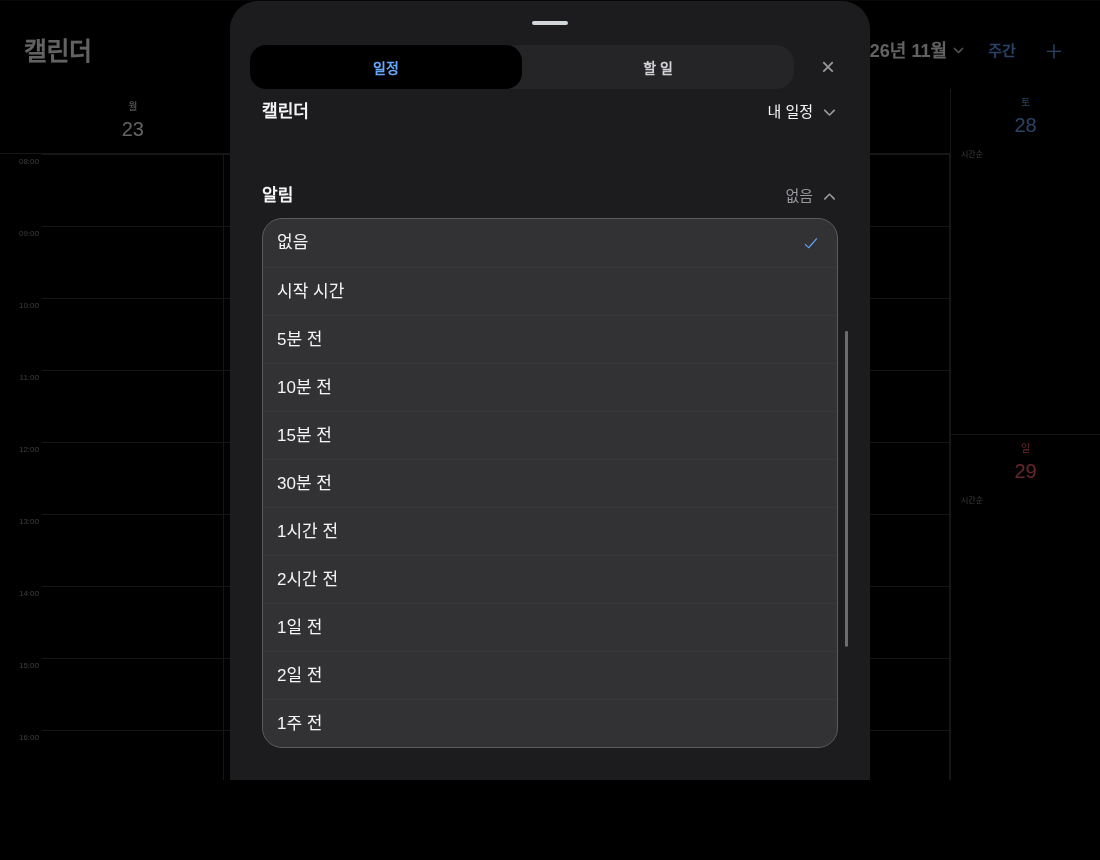 캘린더
26년 11월
주간
일정
할 일
캘린더
내 일정
월
23
토
28
시간순
08:00
09:00
10:00
11:00
12:00
13:00
14:00
15:00
16:00
알림
없음
없음
시작 시간
5분 전
10분 전
15분 전
30분 전
1시간 전
2시간 전
1일 전
2일 전
1주 전
일
29
시간순